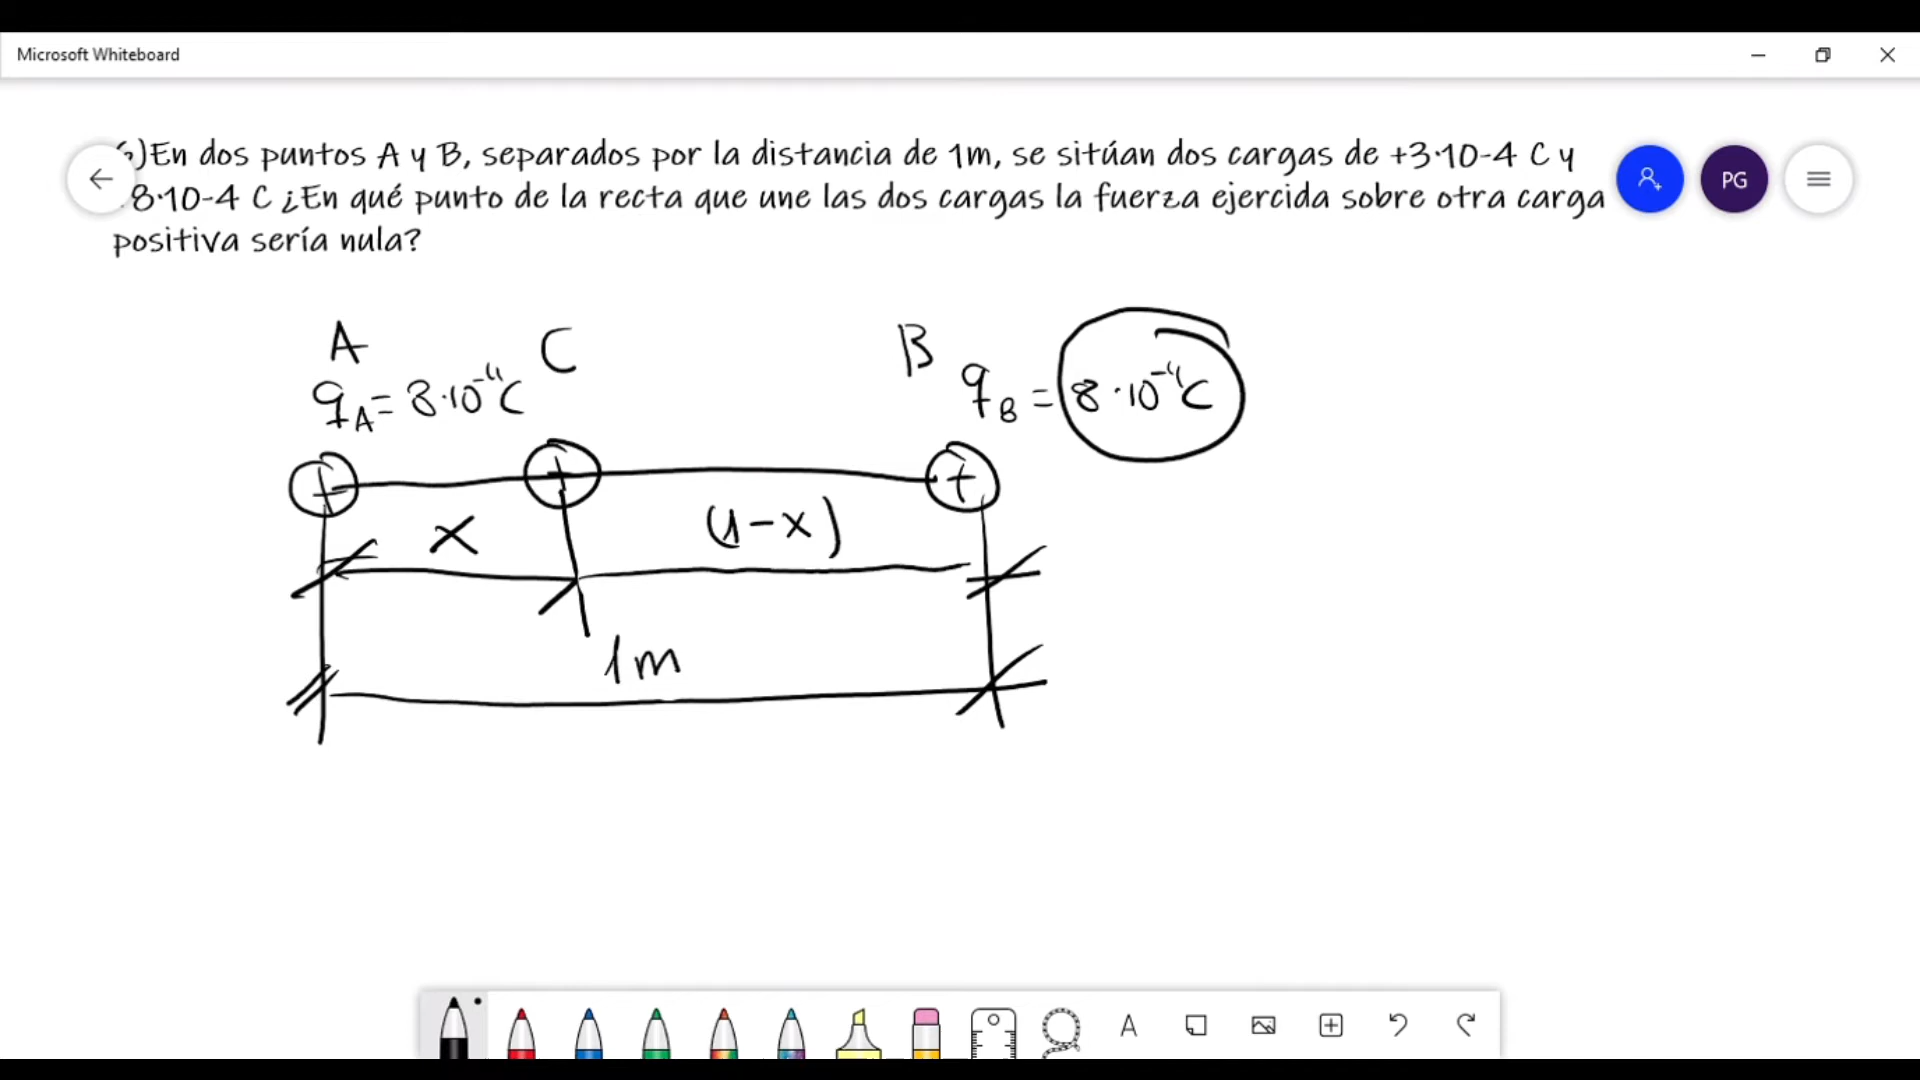 Microsoft Whiteboard
6)En dos puntos A y B, separados por la distancia de 1m, se sitúan dos cargas de +3·10-4 C y
8·10-4 C ¿En qué punto de la recta que une las dos cargas la fuerza ejercida sobre otra carga
positiva sería nula?
PG
A C B
qA = 3·10⁻⁴C qB = 8·10⁻⁴C
+ + +
x (1-x)
1m
A